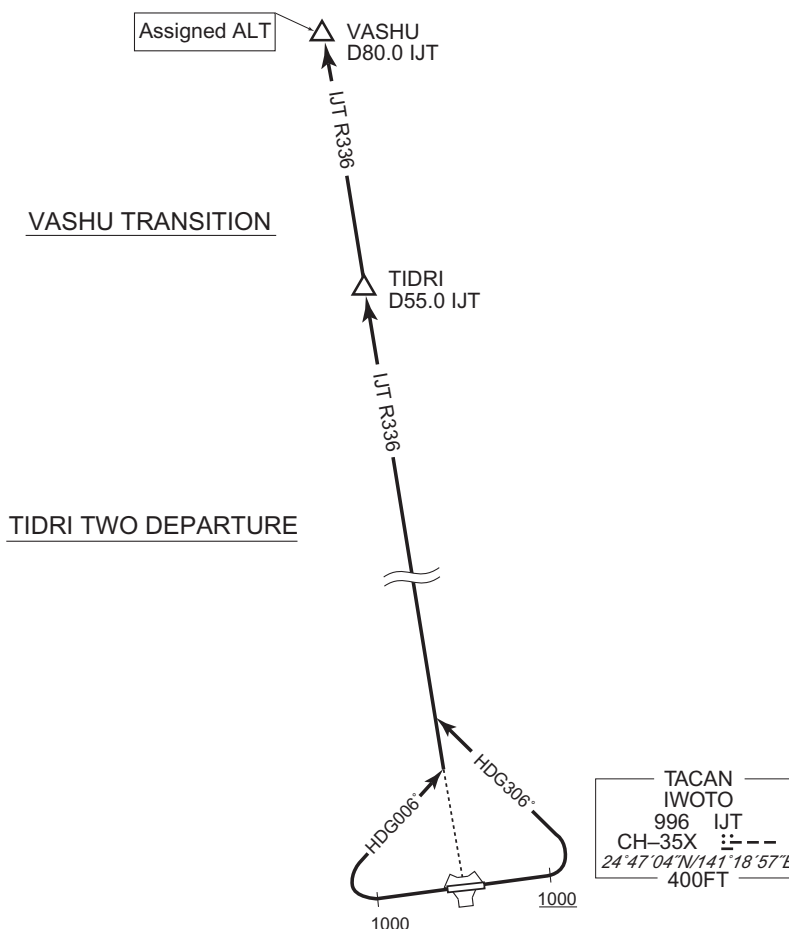 Assigned ALT
VASHU
D80.0 IJT
IJT R336
VASHU TRANSITION
TIDRI
D55.0 IJT
IJT R336
TIDRI TWO DEPARTURE
HDG006°
HDG306°
1000
1000
TACAN
IWOTO
996 IJT
CH–35X
24°47´04˝N/141°18´57˝E
400FT